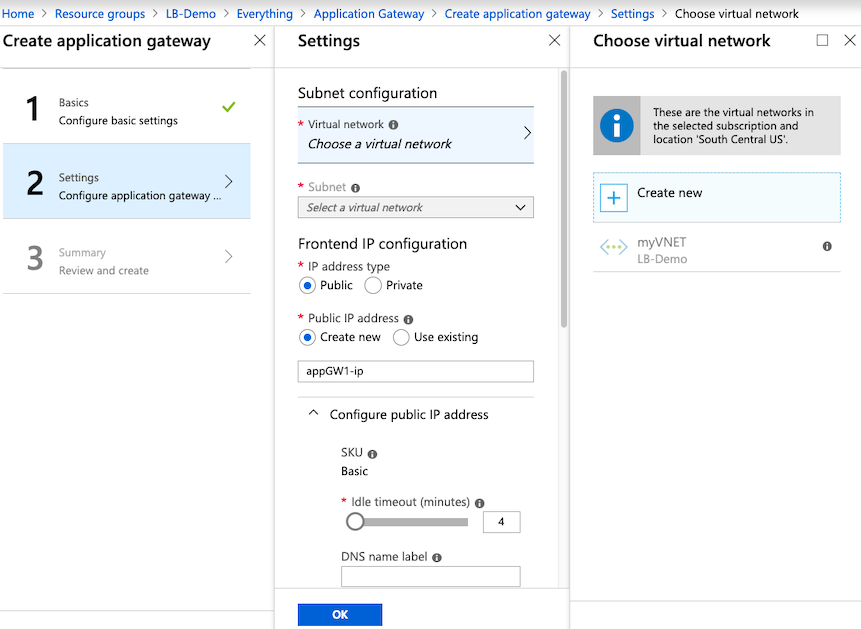 Home > Resource groups > LB-Demo > Everything > Application Gateway > Create application gateway > Settings > Choose virtual network
Create application gateway
1
Basics
Configure basic settings
2
Settings
Configure application gateway ...
3
Summary
Review and create
Settings
Subnet configuration
* Virtual network
Choose a virtual network
* Subnet
Select a virtual network
Frontend IP configuration
* IP address type
Public Private
* Public IP address
Create new Use existing
appGW1-ip
Configure public IP address
SKU
Basic
* Idle timeout (minutes)
4
DNS name label
OK
Choose virtual network
These are the virtual networks in
the selected subscription and
location 'South Central US'.
Create new
myVNET
LB-Demo